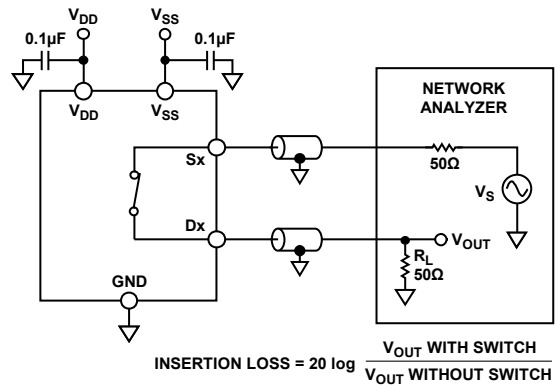 VDD
VSS
0.1µF
0.1µF
VDD
VSS
NETWORK
ANALYZER
Sx
50Ω
VS
Dx
VOUT
RL
50Ω
GND
INSERTION LOSS = 20 log VOUT WITH SWITCH
VOUT WITHOUT SWITCH